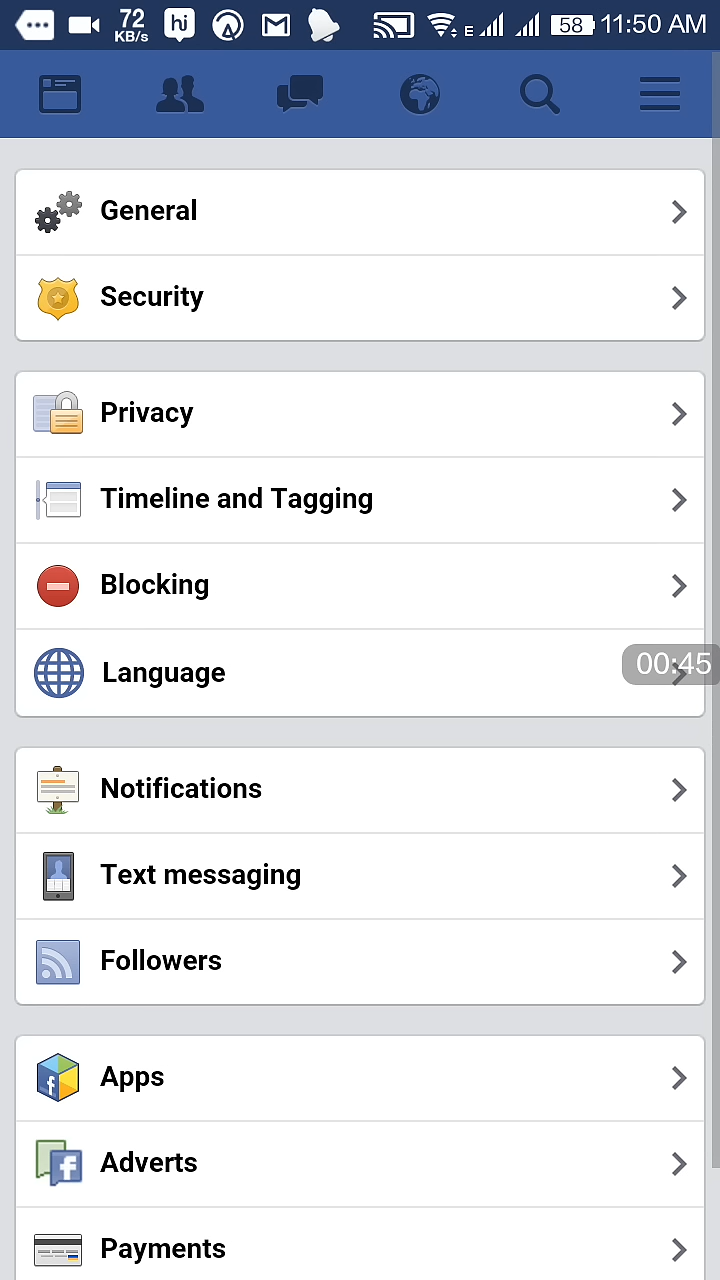 72 KB/s hj E 58 11:50 AM
General
Security
Privacy
Timeline and Tagging
Blocking
Language
00:45
Notifications
Text messaging
Followers
Apps
Adverts
Payments